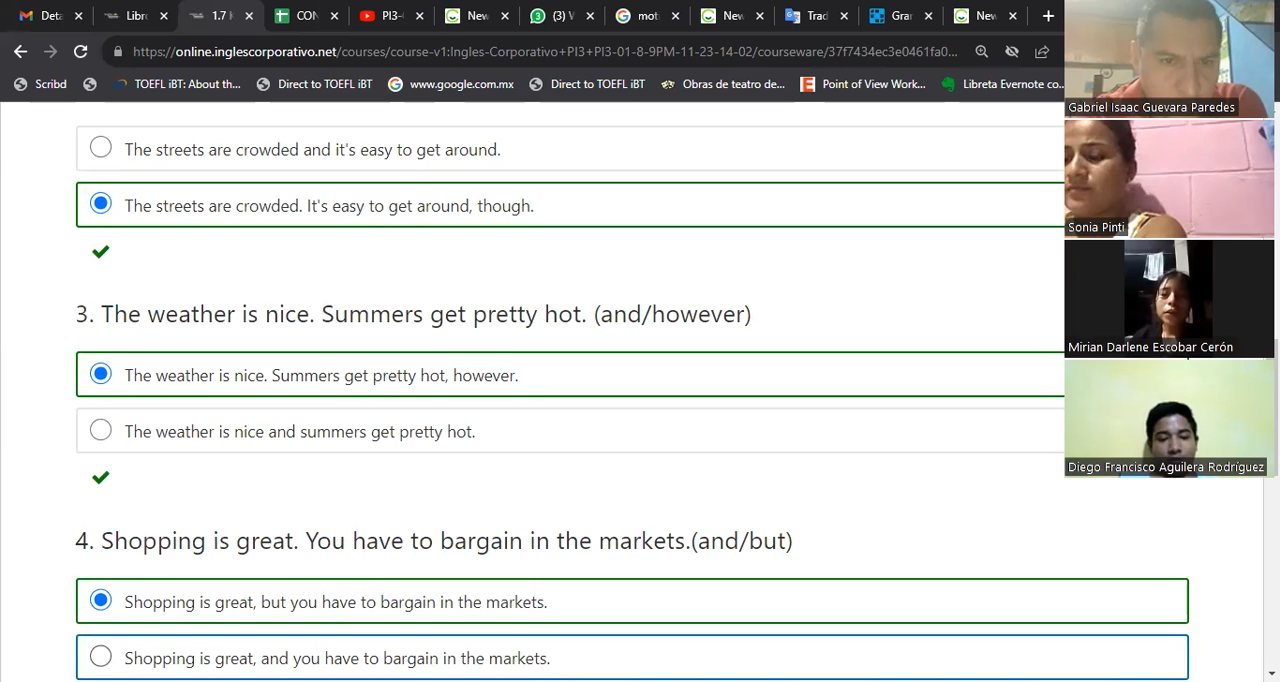 Deta
Libro
1.7
CON
PI3-
New
(3) V
mot
New
Trad
Grar
New
https://online.inglescorporativo.net/courses/course-v1:Ingles-Corporativo+PI3+PI3-01-8-9PM-11-23-14-02/courseware/37f7434ec3e0461fa0...
Scribd
TOEFL iBT: About th...
Direct to TOEFL iBT
www.google.com.mx
Direct to TOEFL iBT
Obras de teatro de...
Point of View Work...
Libreta Evernote co...
The streets are crowded and it's easy to get around.
The streets are crowded. It's easy to get around, though.
3. The weather is nice. Summers get pretty hot. (and/however)
The weather is nice. Summers get pretty hot, however.
The weather is nice and summers get pretty hot.
4. Shopping is great. You have to bargain in the markets.(and/but)
Shopping is great, but you have to bargain in the markets.
Shopping is great, and you have to bargain in the markets.
Gabriel Isaac Guevara Paredes
Sonia Pinti
Mirian Darlene Escobar Cerón
Diego Francisco Aguilera Rodríguez